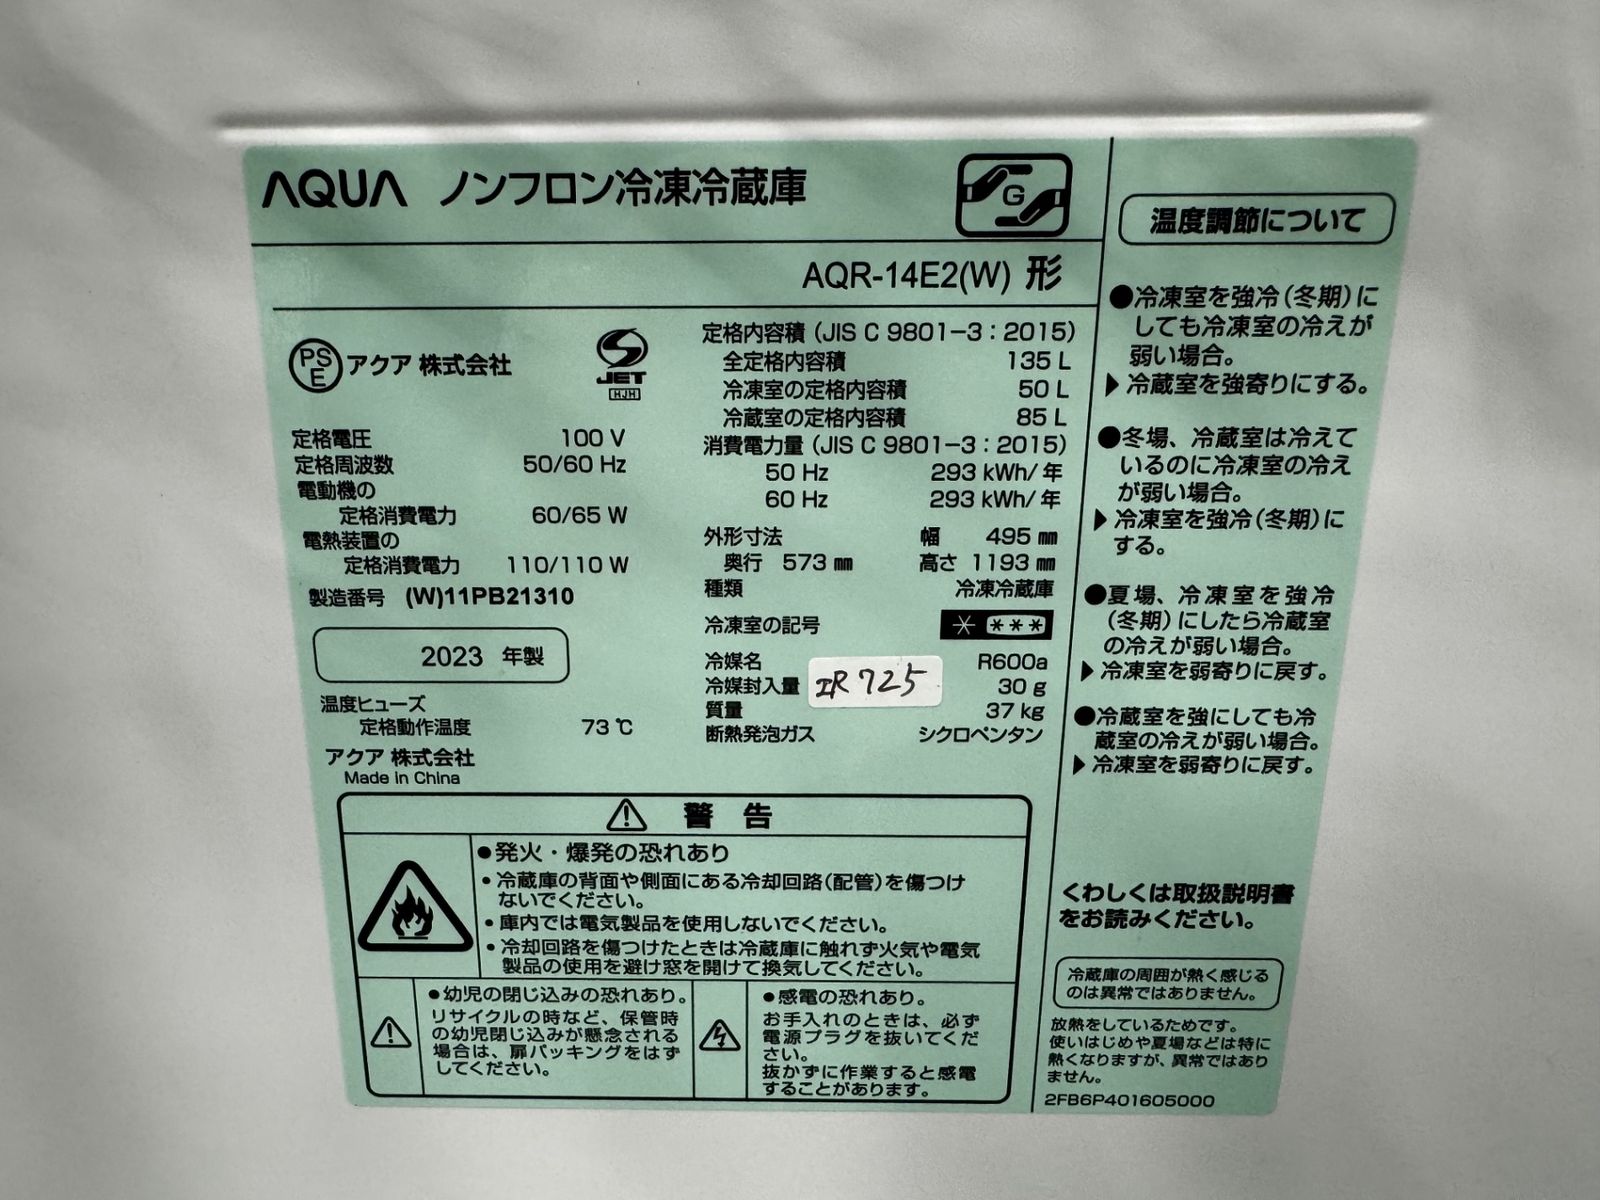 AQUA ノンフロン冷凍冷蔵庫
G
AQR-14E2(W) 形
PSE アクア 株式会社
JET
HJH
定格電圧 100 V
定格周波数 50/60 Hz
電動機の
定格消費電力 60/65 W
電熱装置の
定格消費電力 110/110 W
製造番号 (W)11PB21310
2023 年製
温度ヒューズ
定格動作温度 73 ℃
アクア 株式会社
Made in China
定格内容積 (JIS C 9801-3:2015)
全定格内容積 135 L
冷凍室の定格内容積 50 L
冷蔵室の定格内容積 85 L
消費電力量 (JIS C 9801-3:2015)
50 Hz 293 kWh/年
60 Hz 293 kWh/年
外形寸法 幅 495 ㎜
奥行 573 ㎜ 高さ 1193 ㎜
種類 冷凍冷蔵庫
冷凍室の記号 * ***
冷媒名 R600a
冷媒封入量 30 g
IR 725
質量 37 kg
断熱発泡ガス シクロペンタン
警告
●発火・爆発の恐れあり
・冷蔵庫の背面や側面にある冷却回路(配管)を傷つけ
ないでください。
・庫内では電気製品を使用しないでください。
・冷却回路を傷つけたときは冷蔵庫に触れず火気や電気
製品の使用を避け窓を開けて換気してください。
●幼児の閉じ込みの恐れあり。
リサイクルの時など、保管時
の幼児閉じ込みが懸念される
場合は、扉パッキングをはず
してください。
●感電の恐れあり。
お手入れのときは、必ず
電源プラグを抜いてくだ
さい。
抜かずに作業すると感電
することがあります。
温度調節について
●冷凍室を強冷(冬期)に
しても冷凍室の冷えが
弱い場合。
▶冷蔵室を強寄りにする。
●冬場、冷蔵室は冷えて
いるのに冷凍室の冷え
が弱い場合。
▶冷凍室を強冷(冬期)に
する。
●夏場、冷凍室を強冷
(冬期)にしたら冷蔵室
の冷えが弱い場合。
▶冷凍室を弱寄りに戻す。
●冷蔵室を強にしても冷
蔵室の冷えが弱い場合。
▶冷凍室を弱寄りに戻す。
くわしくは取扱説明書
をお読みください。
冷蔵庫の周囲が熱く感じる
のは異常ではありません。
放熱をしているためです。
使いはじめや夏場などは特に
熱くなりますが、異常ではあり
ません。
2FB6P401605000